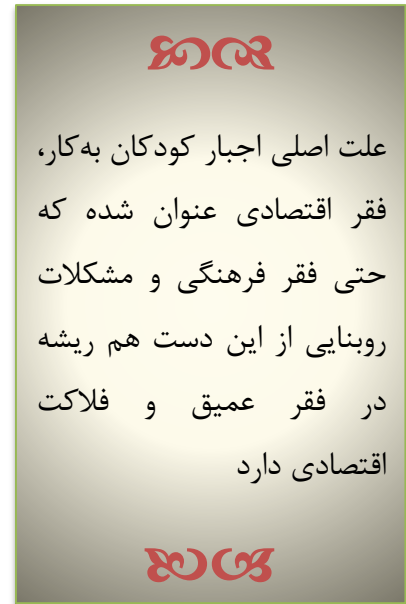 علت اصلی اجبار کودکان به‌کار،
فقر اقتصادی عنوان شده که
حتی فقر فرهنگی و مشکلات
روبنایی از این دست هم ریشه
در فقر عمیق و فلاکت
اقتصادی دارد